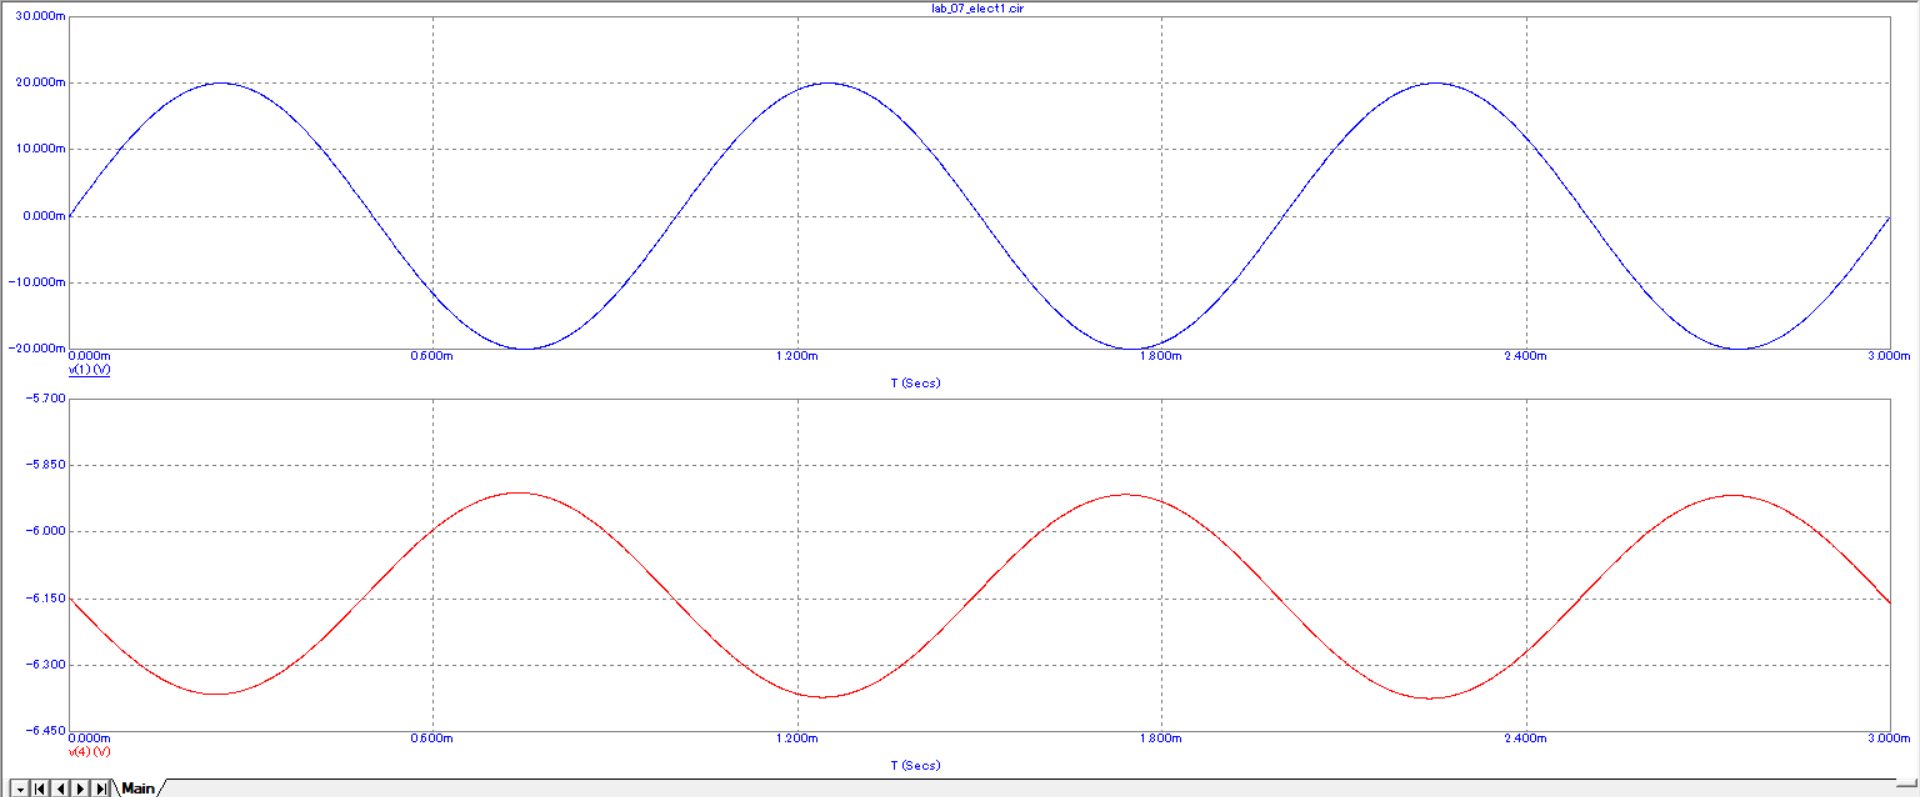 lab_07_elect1.cir
30.000m
20.000m
10.000m
0.000m
-10.000m
-20.000m
0.000m 0.600m 1.200m 1.800m 2.400m 3.000m
v(1) (V)
T (Secs)
-5.700
-5.850
-6.000
-6.150
-6.300
-6.450
0.000m 0.600m 1.200m 1.800m 2.400m 3.000m
v(4) (V)
T (Secs)
Main